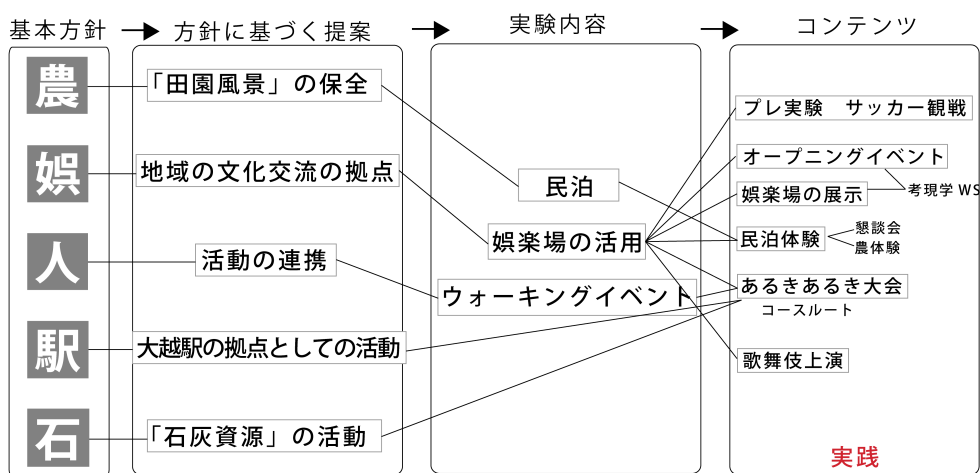 基本方針
方針に基づく提案
実験内容
コンテンツ
農
「田園風景」の保全
娯
地域の文化交流の拠点
人
活動の連携
駅
大越駅の拠点としての活動
石
「石灰資源」の活動
民泊
娯楽場の活用
ウォーキングイベント
プレ実験　サッカー観戦
オープニングイベント
娯楽場の展示
考現学 WS
民泊体験
懇談会
農体験
あるきあるき大会
コースルート
歌舞伎上演
実践